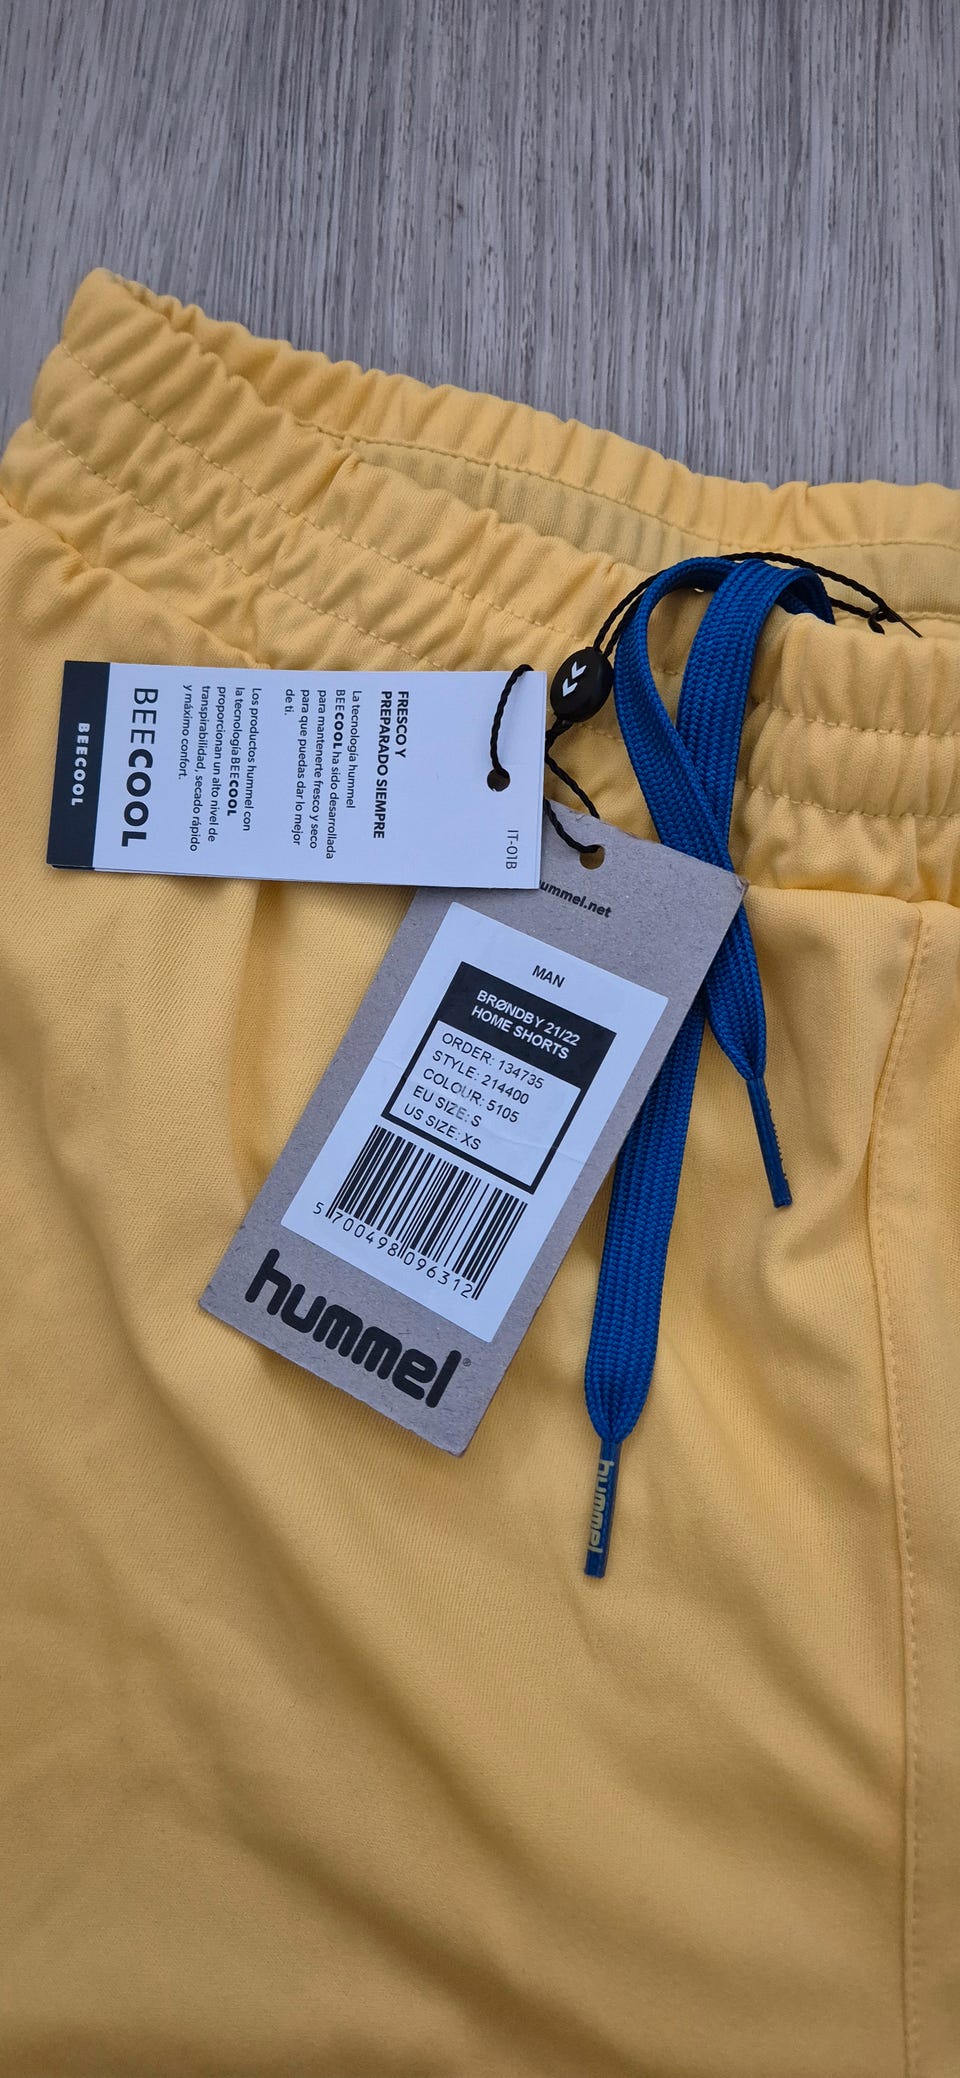 BEECOOL
BEECOOL
FRESCO Y
PREPARADO SIEMPRE
La tecnología hummel
BEECOOL ha sido desarrollada
para mantenerte fresco y seco
para que puedas dar lo mejor
de ti.
Los productos hummel con
la tecnología BEECOOL
proporcionan un alto nivel de
transpirabilidad, secado rápido
y máximo confort.
IT-01B
ummel.net
MAN
BRØNDBY 21/22
HOME SHORTS
ORDER: 134735
STYLE: 214400
COLOUR: 5105
EU SIZE: S
US SIZE: XS
5 700498 096312
hummel®
hummel